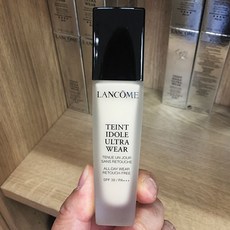 LANCÔME
TEINT
IDOLE
ULTRA
WEAR
TENUE UN JOUR
SANS RETOUCHE
ALL-DAY WEAR
RETOUCH-FREE